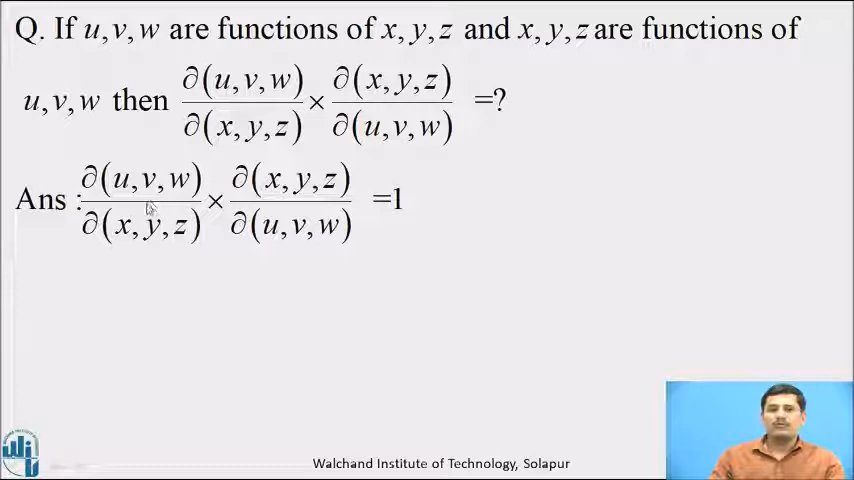 Q. If u,v,w are functions of x, y, z and x, y, z are functions of
u,v,w then ∂(u,v,w)/∂(x,y,z) × ∂(x,y,z)/∂(u,v,w) =?
Ans : ∂(u,v,w)/∂(x,y,z) × ∂(x,y,z)/∂(u,v,w) =1
Walchand Institute of Technology, Solapur